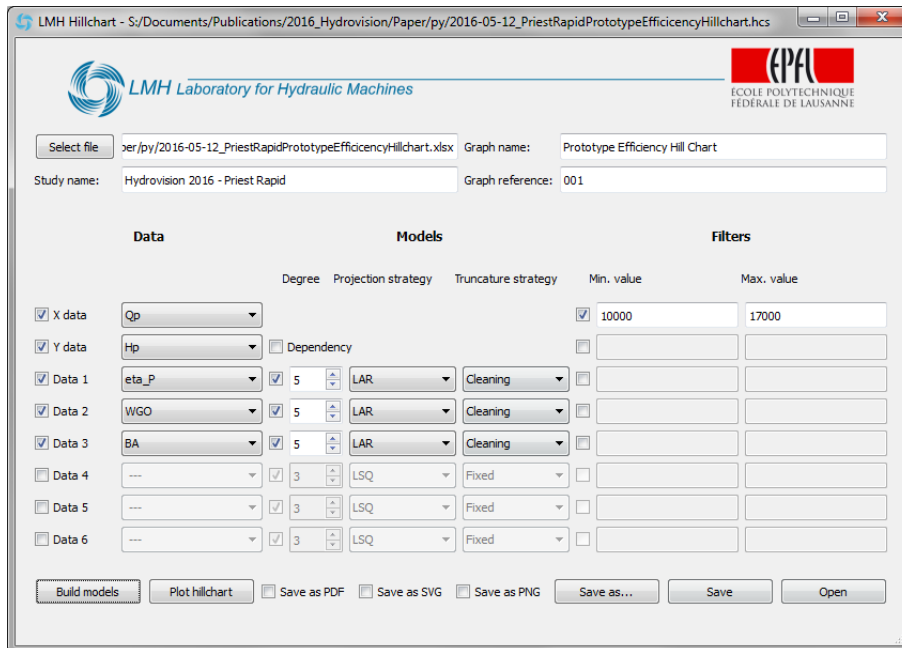 LMH Hillchart - S:/Documents/Publications/2016_Hydrovision/Paper/py/2016-05-12_PriestRapidPrototypeEfficicencyHillchart.hcs
LMH Laboratory for Hydraulic Machines
EPFL
ÉCOLE POLYTECHNIQUE
FÉDÉRALE DE LAUSANNE
Select file per/py/2016-05-12_PriestRapidPrototypeEfficicencyHillchart.xlsx Graph name: Prototype Efficiency Hill Chart
Study name: Hydrovision 2016 - Priest Rapid Graph reference: 001
Data Models Filters
Degree Projection strategy Truncature strategy Min. value Max. value
X data Qp 10000 17000
Y data Hp Dependency
Data 1 eta_P 5 LAR Cleaning
Data 2 WGO 5 LAR Cleaning
Data 3 BA 5 LAR Cleaning
Data 4 --- 3 LSQ Fixed
Data 5 --- 3 LSQ Fixed
Data 6 --- 3 LSQ Fixed
Build models Plot hillchart Save as PDF Save as SVG Save as PNG Save as... Save Open